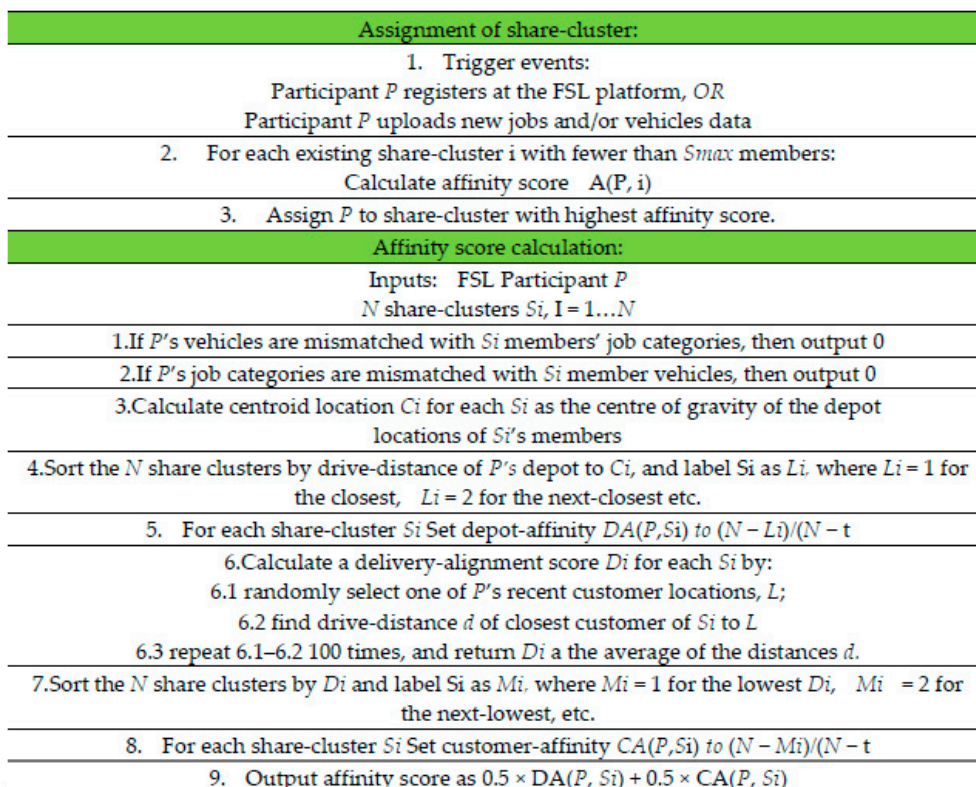 Assignment of share-cluster:
1. Trigger events:
Participant P registers at the FSL platform, OR
Participant P uploads new jobs and/or vehicles data
2. For each existing share-cluster i with fewer than Smax members:
Calculate affinity score A(P, i)
3. Assign P to share-cluster with highest affinity score.
Affinity score calculation:
Inputs: FSL Participant P
N share-clusters Si, I = 1…N
1.If P's vehicles are mismatched with Si members' job categories, then output 0
2.If P's job categories are mismatched with Si member vehicles, then output 0
3.Calculate centroid location Ci for each Si as the centre of gravity of the depot
locations of Si's members
4.Sort the N share clusters by drive-distance of P's depot to Ci, and label Si as Li, where Li = 1 for
the closest, Li = 2 for the next-closest etc.
5. For each share-cluster Si Set depot-affinity DA(P,Si) to (N – Li)/(N – t
6.Calculate a delivery-alignment score Di for each Si by:
6.1 randomly select one of P's recent customer locations, L;
6.2 find drive-distance d of closest customer of Si to L
6.3 repeat 6.1–6.2 100 times, and return Di a the average of the distances d.
7.Sort the N share clusters by Di and label Si as Mi, where Mi = 1 for the lowest Di, Mi = 2 for
the next-lowest, etc.
8. For each share-cluster Si Set customer-affinity CA(P,Si) to (N – Mi)/(N – t
9. Output affinity score as 0.5 × DA(P, Si) + 0.5 × CA(P, Si)